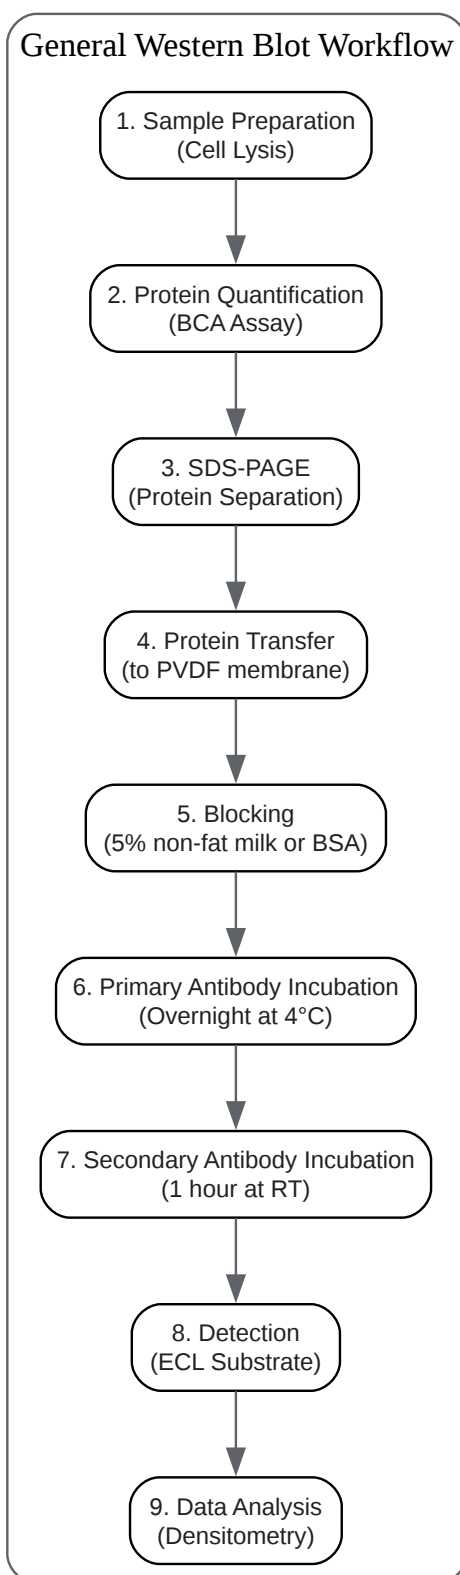 General Western Blot Workflow
1. Sample Preparation
(Cell Lysis)
2. Protein Quantification
(BCA Assay)
3. SDS-PAGE
(Protein Separation)
4. Protein Transfer
(to PVDF membrane)
5. Blocking
(5% non-fat milk or BSA)
6. Primary Antibody Incubation
(Overnight at 4°C)
7. Secondary Antibody Incubation
(1 hour at RT)
8. Detection
(ECL Substrate)
9. Data Analysis
(Densitometry)